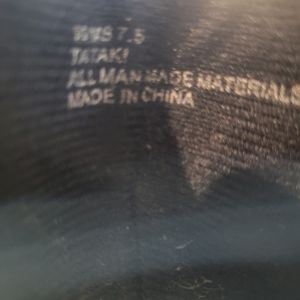 7.5
TATAKI
ALL MAN MADE MATERIALS
MADE IN CHINA